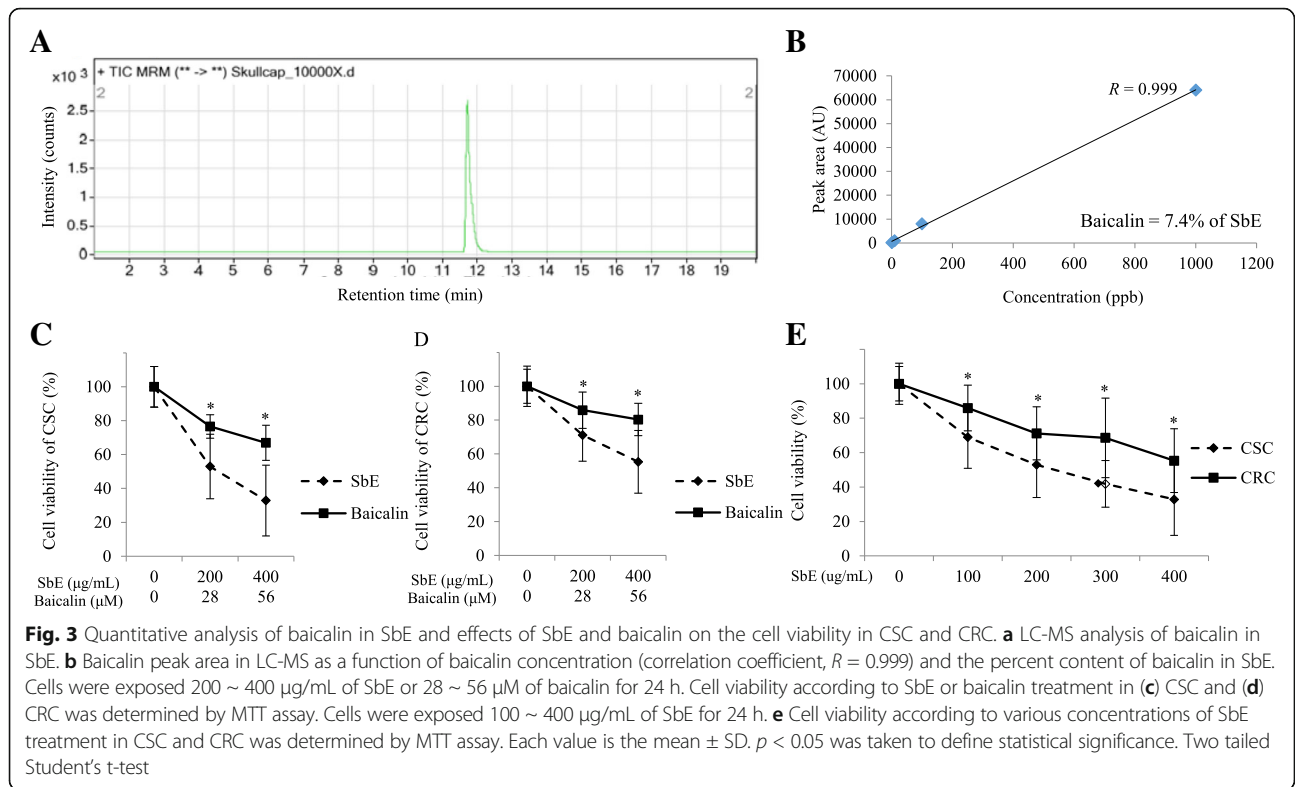 A
×10 3 + TIC MRM (** -> **) Skullcap_10000X.d
2 2
2.5
2
1.5
1
0.5
0
Intensity (counts)
2 3 4 5 6 7 8 9 10 11 12 13 14 15 16 17 18 19
Retention time (min)
B
70000
60000
50000
40000
30000
20000
10000
0
Peak area (AU)
R = 0.999
Baicalin = 7.4% of SbE
0 200 400 600 800 1000 1200
Concentration (ppb)
C
Cell viability of CSC (%)
100
80
60
40
20
0
* *
SbE
Baicalin
SbE (μg/mL) 0 200 400
Baicalin (μM) 0 28 56
D
Cell viability of CRC (%)
100
80
60
40
20
0
* *
SbE
Baicalin
SbE (μg/mL) 0 200 400
Baicalin (μM) 0 28 56
E
Cell viability (%)
100
80
60
40
20
0
* * * *
CSC
CRC
SbE (ug/mL) 0 100 200 300 400
Fig. 3 Quantitative analysis of baicalin in SbE and effects of SbE and baicalin on the cell viability in CSC and CRC. a LC-MS analysis of baicalin in
SbE. b Baicalin peak area in LC-MS as a function of baicalin concentration (correlation coefficient, R = 0.999) and the percent content of baicalin in SbE.
Cells were exposed 200 ~ 400 μg/mL of SbE or 28 ~ 56 μM of baicalin for 24 h. Cell viability according to SbE or baicalin treatment in (c) CSC and (d)
CRC was determined by MTT assay. Cells were exposed 100 ~ 400 μg/mL of SbE for 24 h. e Cell viability according to various concentrations of SbE
treatment in CSC and CRC was determined by MTT assay. Each value is the mean ± SD. p < 0.05 was taken to define statistical significance. Two tailed
Student's t-test